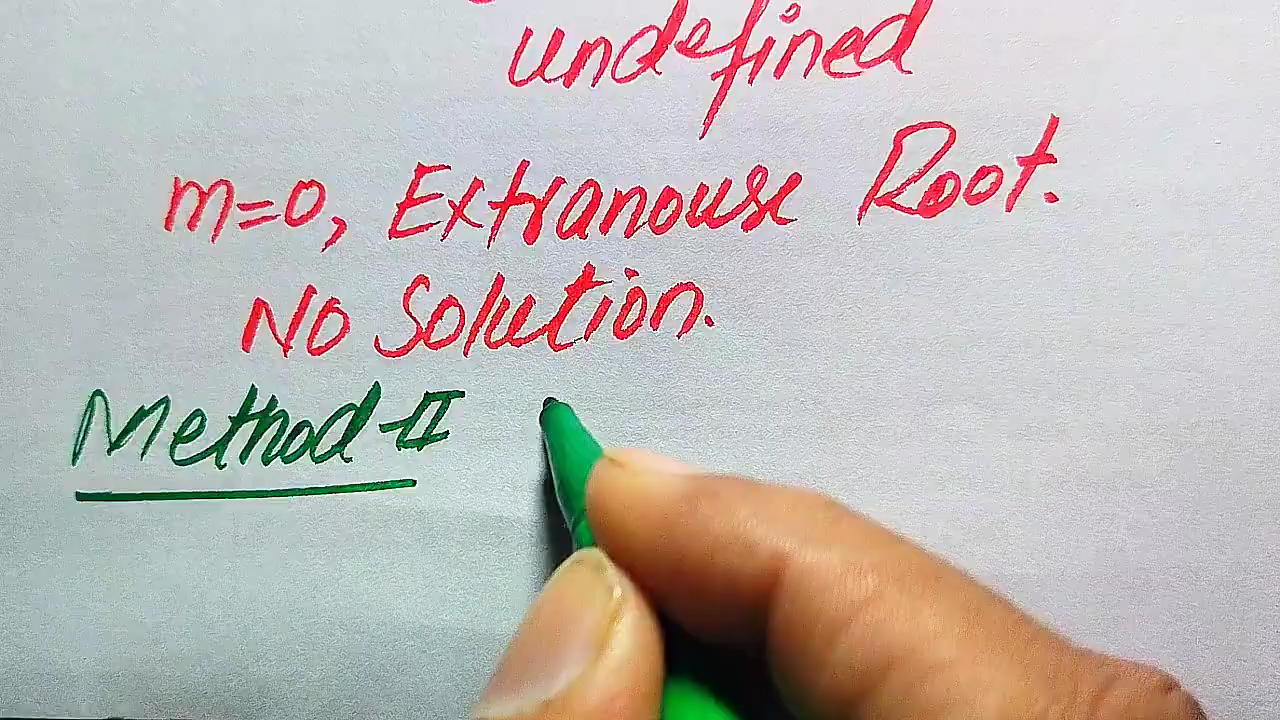 undefined
m=0, Extranouse Root.
No Solution.
Method-II